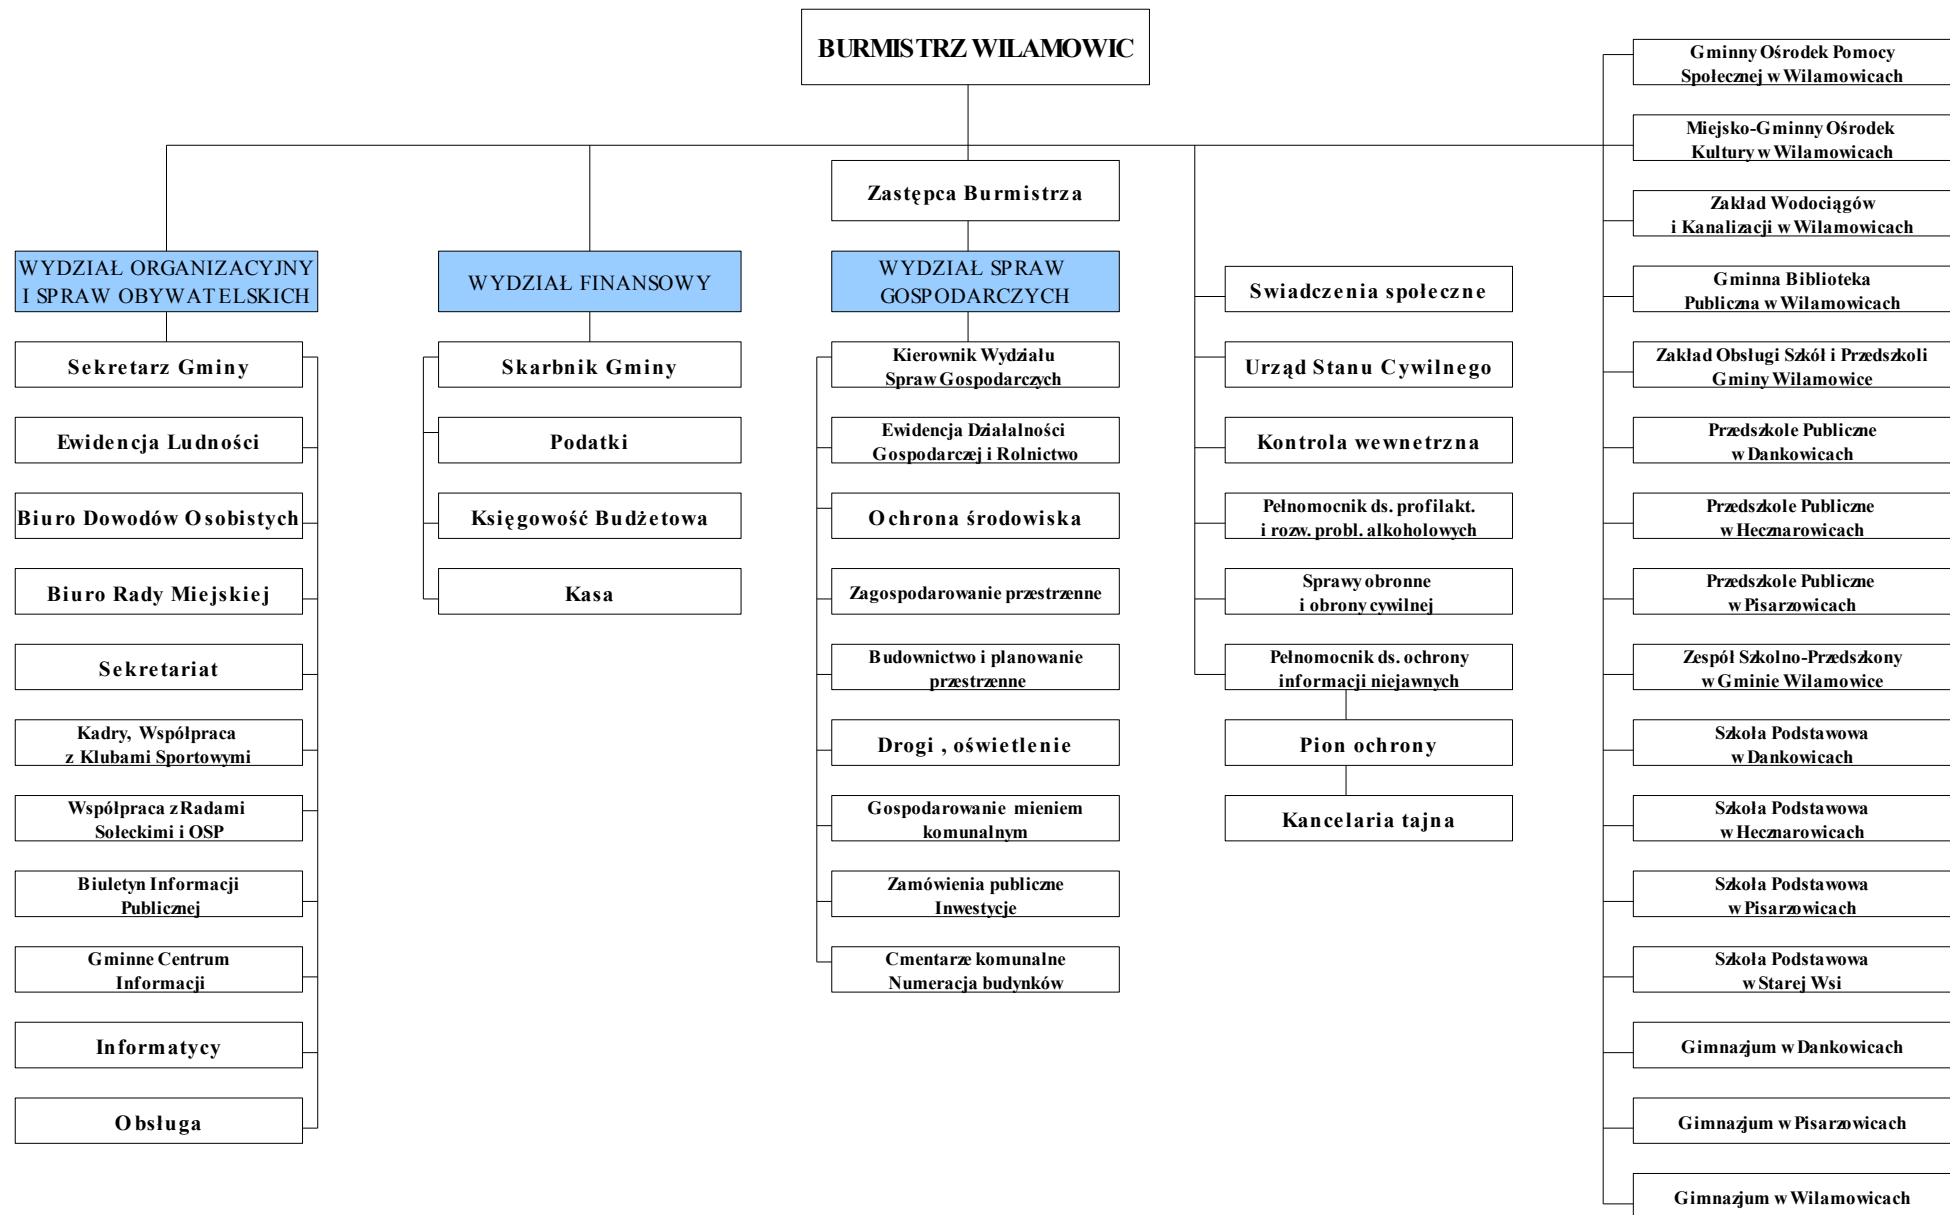 BURMISTRZ WILAMOWIC
Zastępca Burmistrza
WYDZIAŁ ORGANIZACYJNY
I SPRAW OBYWATELSKICH
Sekretarz Gminy
Ewidencja Ludności
Biuro Dowodów Osobistych
Biuro Rady Miejskiej
Sekretariat
Kadry, Współpraca
z Klubami Sportowymi
Współpraca z Radami
Sołeckimi i OSP
Biuletyn Informacji
Publicznej
Gminne Centrum
Informacji
Informatycy
Obsługa
WYDZIAŁ FINANSOWY
Skarbnik Gminy
Podatki
Księgowość Budżetowa
Kasa
WYDZIAŁ SPRAW
GOSPODARCZYCH
Kierownik Wydziału
Spraw Gospodarczych
Ewidencja Działalności
Gospodarczej i Rolnictwo
Ochrona środowiska
Zagospodarowanie przestrzenne
Budownictwo i planowanie
przestrzenne
Drogi , oświetlenie
Gospodarowanie mieniem
komunalnym
Zamówienia publiczne
Inwestycje
Cmentarze komunalne
Numeracja budynków
Swiadczenia społeczne
Urząd Stanu Cywilnego
Kontrola wewnetrzna
Pełnomocnik ds. profilakt.
i rozw. probl. alkoholowych
Sprawy obronne
i obrony cywilnej
Pełnomocnik ds. ochrony
informacji niejawnych
Pion ochrony
Kancelaria tajna
Gminny Ośrodek Pomocy
Społecznej w Wilamowicach
Miejsko-Gminny Ośrodek
Kultury w Wilamowicach
Zakład Wodociągów
i Kanalizacji w Wilamowicach
Gminna Biblioteka
Publiczna w Wilamowicach
Zakład Obsługi Szkół i Przedszkoli
Gminy Wilamowice
Przedszkole Publiczne
w Dankowicach
Przedszkole Publiczne
w Hecznarowicach
Przedszkole Publiczne
w Pisarzowicach
Zespół Szkolno-Przedszkony
w Gminie Wilamowice
Szkoła Podstawowa
w Dankowicach
Szkoła Podstawowa
w Hecznarowicach
Szkoła Podstawowa
w Pisarzowicach
Szkoła Podstawowa
w Starej Wsi
Gimnazjum w Dankowicach
Gimnazjum w Pisarzowicach
Gimnazjum w Wilamowicach